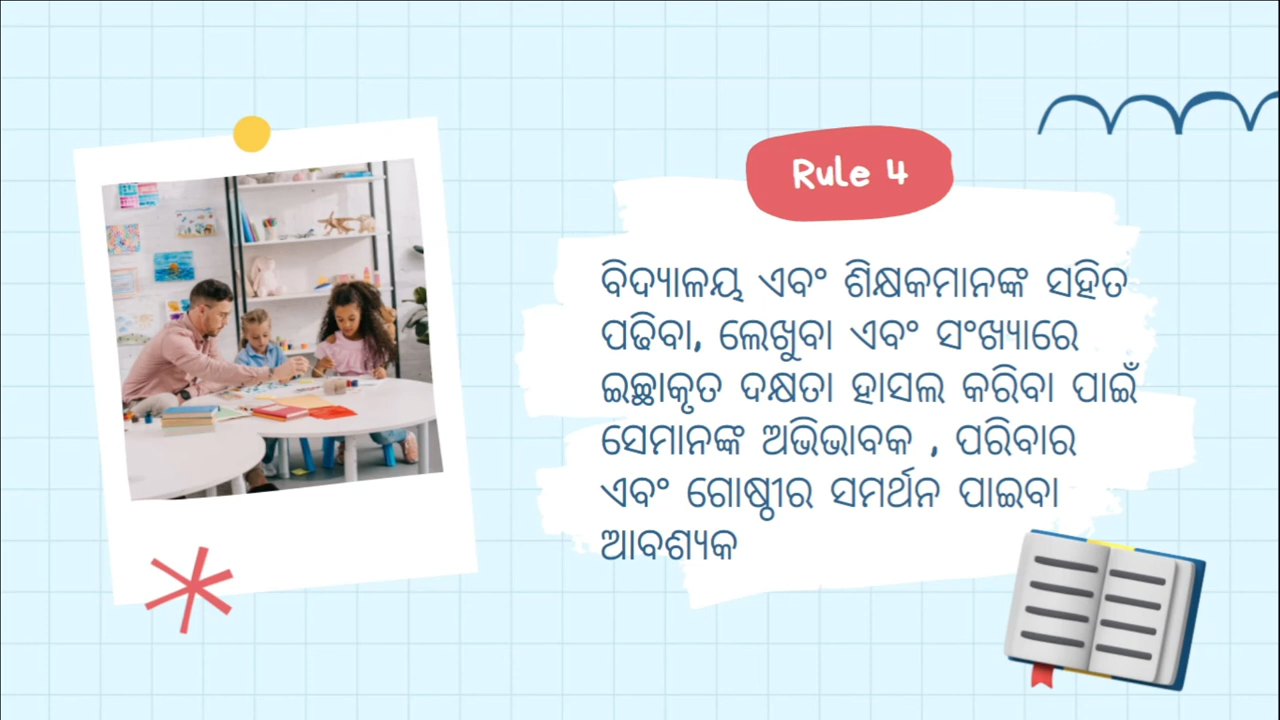 Rule 4
ବିଦ୍ୟାଳୟ ଏବଂ ଶିକ୍ଷକମାନଙ୍କ ସହିତ
ପଢିବା, ଲେଖୁବା ଏବଂ ସଂଖ୍ୟାରେ
ଇଚ୍ଛାକୃତ ଦକ୍ଷତା ହାସଲ କରିବା ପାଇଁ
ସେମାନଙ୍କ ଅଭିଭାବକ , ପରିବାର
ଏବଂ ଗୋଷ୍ଠୀର ସମର୍ଥନ ପାଇବା
ଆବଶ୍ୟକ